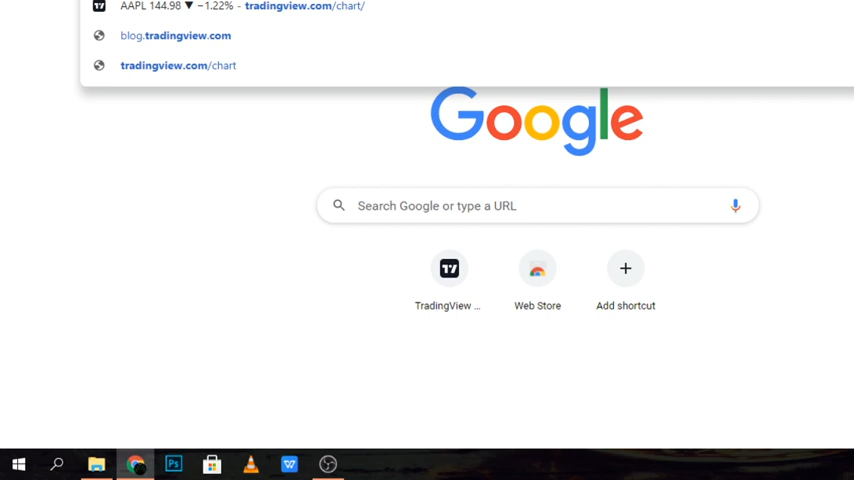 AAPL 144.98 ▼ −1.22% - tradingview.com/chart/
blog.tradingview.com
tradingview.com/chart
Google
Search Google or type a URL
TradingView ...
Web Store
Add shortcut
Ps
W